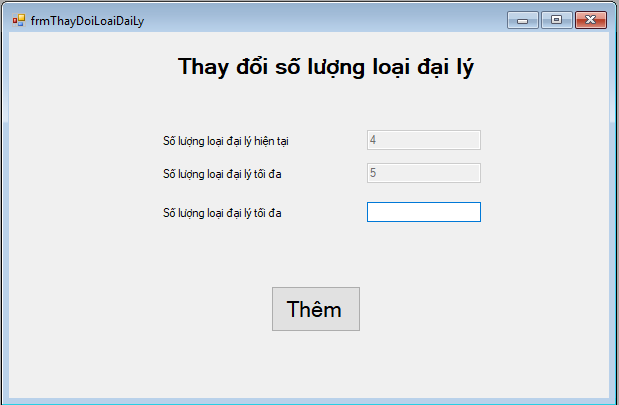 frmThayDoiLoaiDaiLy
Thay đổi số lượng loại đại lý
Số lượng loại đại lý hiện tại 4
Số lượng loại đại lý tối đa 5
Số lượng loại đại lý tối đa
Thêm